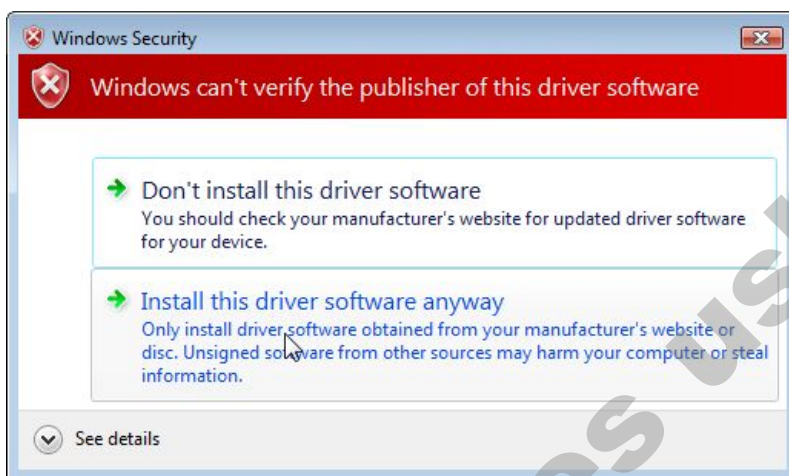 Windows Security
Windows can't verify the publisher of this driver software
Don't install this driver software
You should check your manufacturer's website for updated driver software
for your device.
Install this driver software anyway
Only install driver software obtained from your manufacturer's website or
disc. Unsigned software from other sources may harm your computer or steal
information.
See details